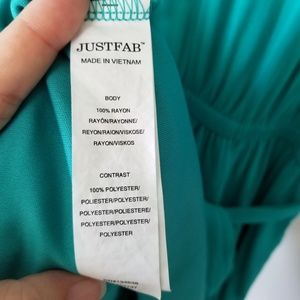 JUSTFAB™
MADE IN VIETNAM
BODY
100% RAYON
RAYÓN/RAYONNE/
REYON/RAION/VISKOSE/
RAYON/VISKOS
CONTRAST
100% POLYESTER/
POLIESTER/POLYESTER/
POLYESTER/POLIESTERE/
POLYESTER/POLYESTER/
POLYESTER